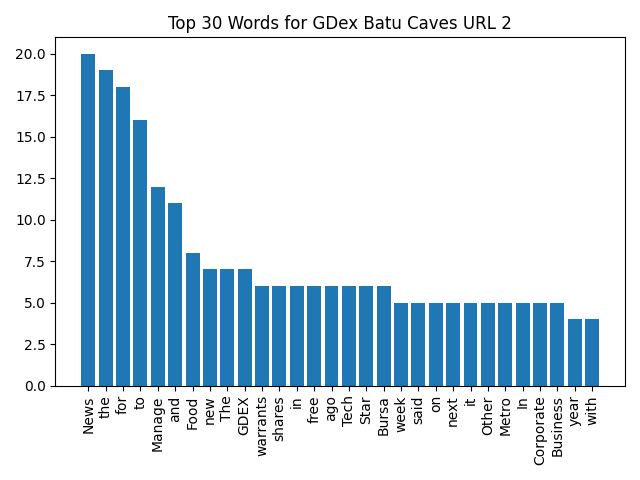 Top 30 Words for GDex Batu Caves URL 2
20.0
17.5
15.0
12.5
10.0
7.5
5.0
2.5
0.0
News
the
for
to
Manage
and
Food
new
The
GDEX
warrants
shares
in
free
ago
Tech
Star
Bursa
week
said
on
next
it
Other
Metro
In
Corporate
Business
year
with